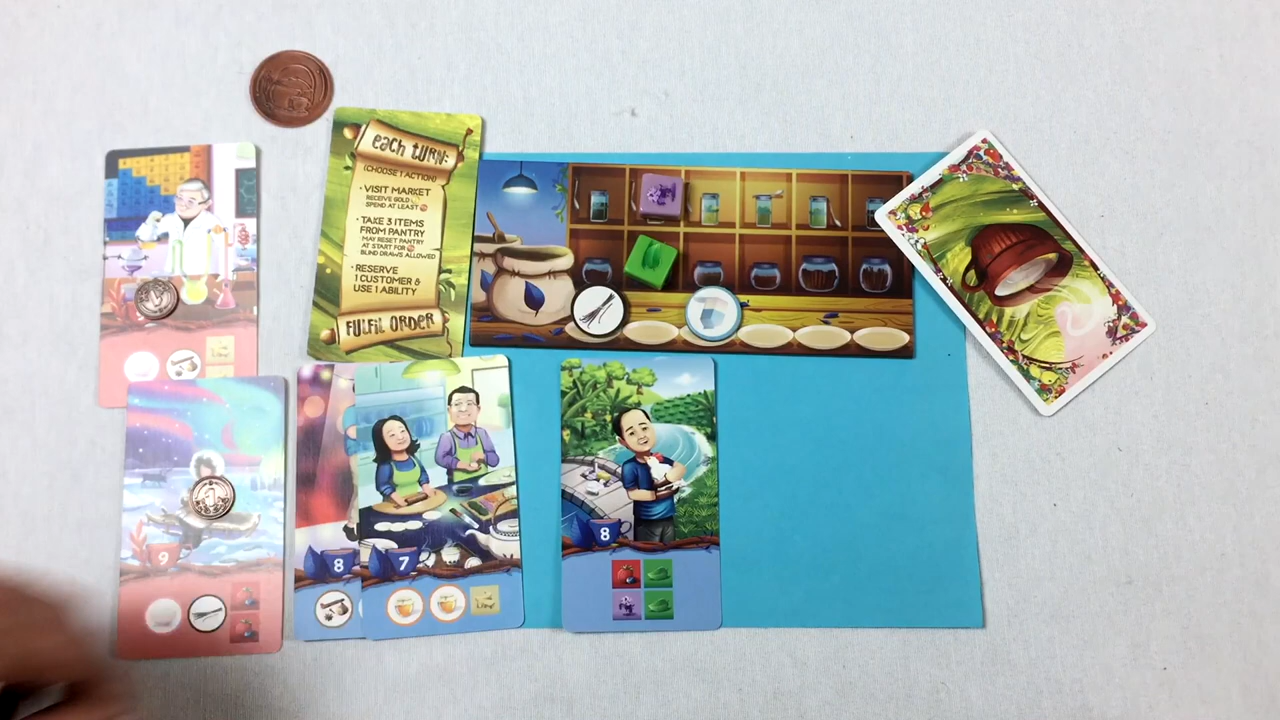 each turn:
(CHOOSE 1 ACTION)
· VISIT MARKET
RECEIVE GOLD
SPEND AT LEAST
· TAKE 3 ITEMS
FROM PANTRY
MAY RESET PANTRY
AT START FOR
BLIND DRAWS ALLOWED
· RESERVE
1 CUSTOMER &
USE 1 ABILITY
FULFIL ORDER
1
9
8
7
8